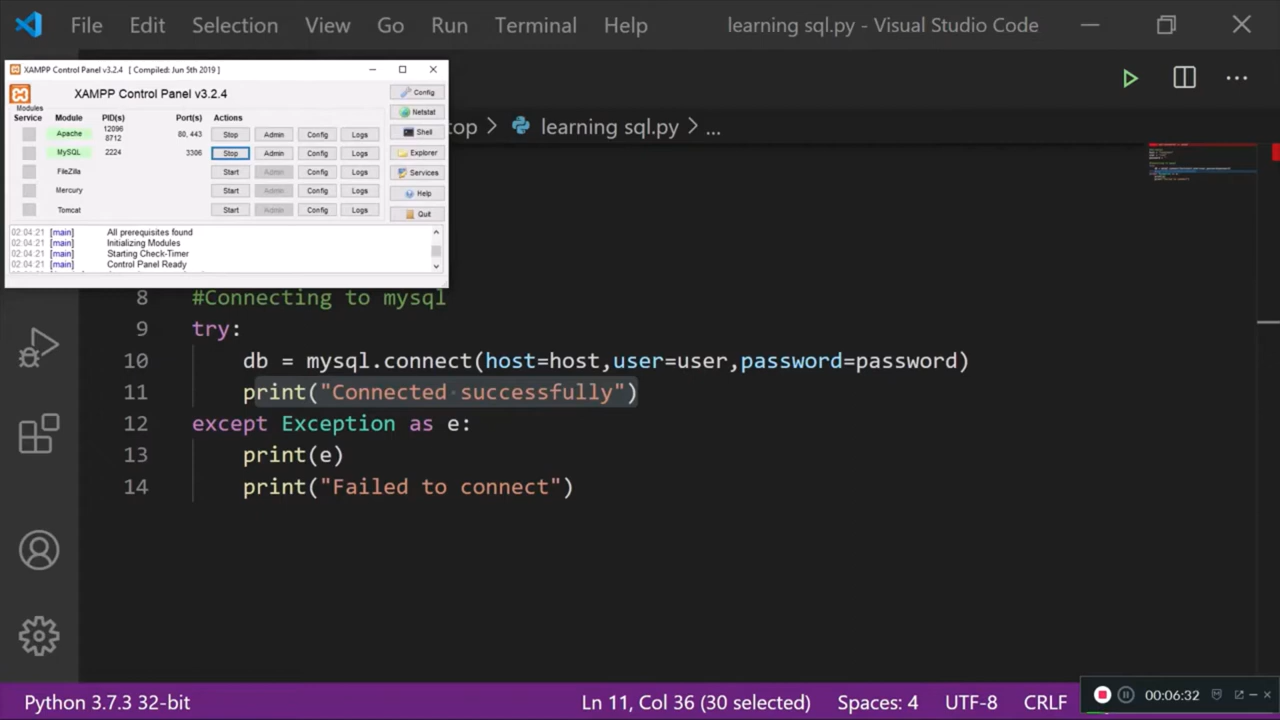 File Edit Selection View Go Run Terminal Help learning sql.py - Visual Studio Code
XAMPP Control Panel v3.2.4 [ Compiled: Jun 5th 2019 ]
XAMPP Control Panel v3.2.4
Config
Modules
Service Module PID(s) Port(s) Actions
Netstat
Apache 12096 8712 80, 443 Stop Admin Config Logs
Shell
MySQL 2224 3306 Stop Admin Config Logs
Explorer
FileZilla Start Admin Config Logs
Services
Mercury Start Admin Config Logs
Help
Tomcat Start Admin Config Logs
Quit
02:04:21 [main] All prerequisites found
02:04:21 [main] Initializing Modules
02:04:21 [main] Starting Check-Timer
02:04:21 [main] Control Panel Ready
top > learning sql.py > ...
8 #Connecting to mysql
9 try:
10 db = mysql.connect(host=host,user=user,password=password)
11 print("Connected successfully")
12 except Exception as e:
13 print(e)
14 print("Failed to connect")
Python 3.7.3 32-bit Ln 11, Col 36 (30 selected) Spaces: 4 UTF-8 CRLF 00:06:32